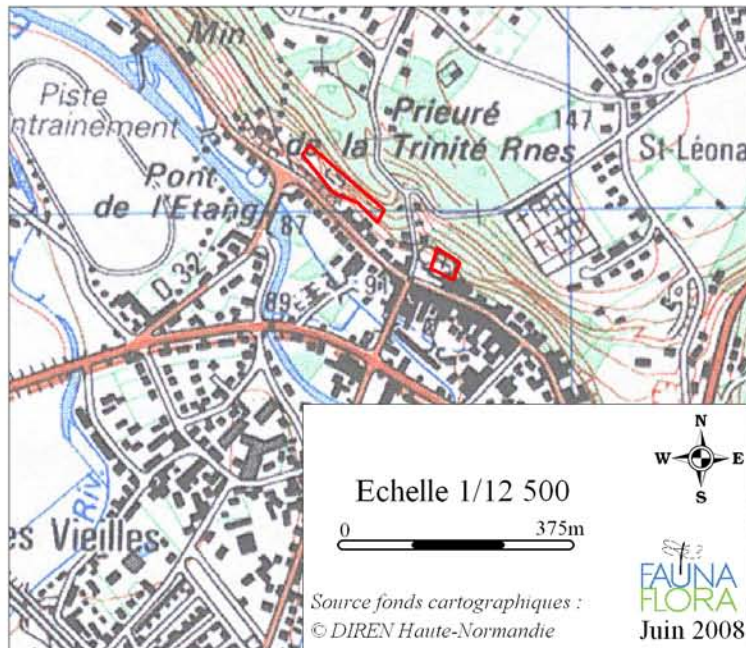 Min
Piste
ntrainement
Prieuré
de la Trinité Rnes
147
St-Léona
Pont
de l'Etang
87
D.32
89
91
Riv.
es Vieilles
N
W E
S
Echelle 1/12 500
0 375m
Source fonds cartographiques :
© DIREN Haute-Normandie
FAUNA
FLORA
Juin 2008